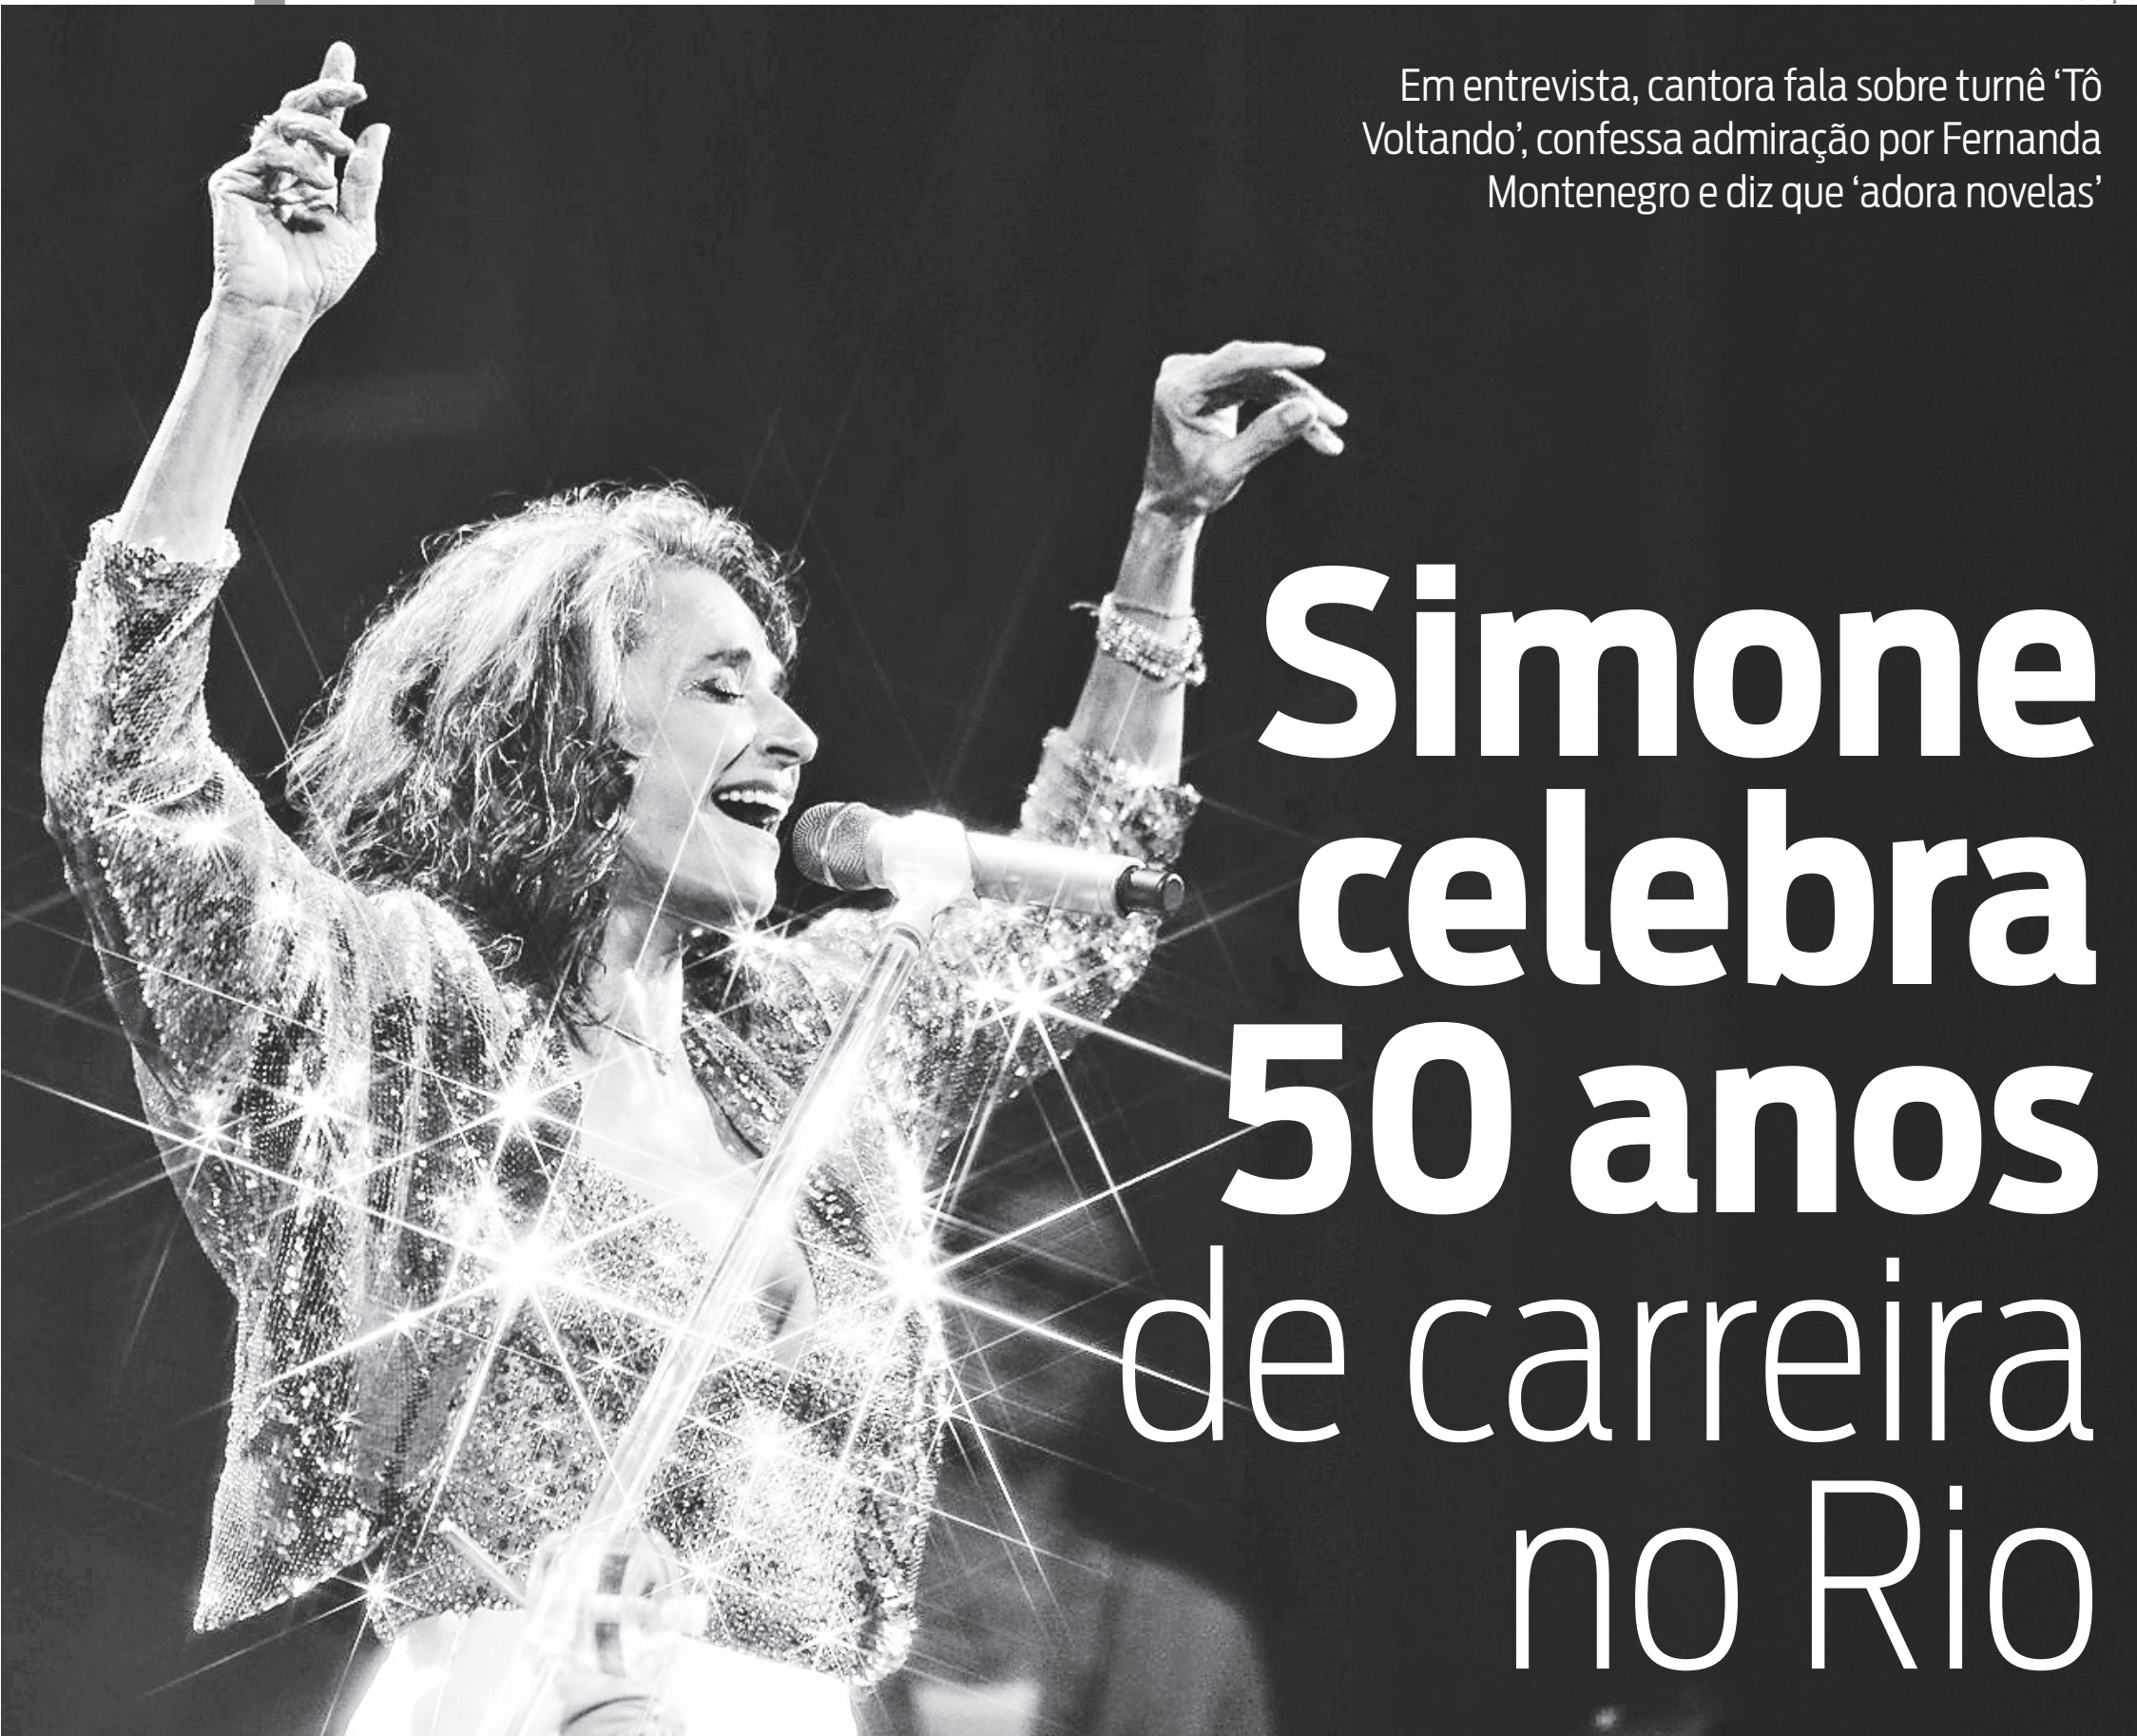 Em entrevista, cantora fala sobre turnê ‘Tô
Voltando’, confessa admiração por Fernanda
Montenegro e diz que ‘adora novelas’
Simone
celebra
50 anos
de carreira
no Rio